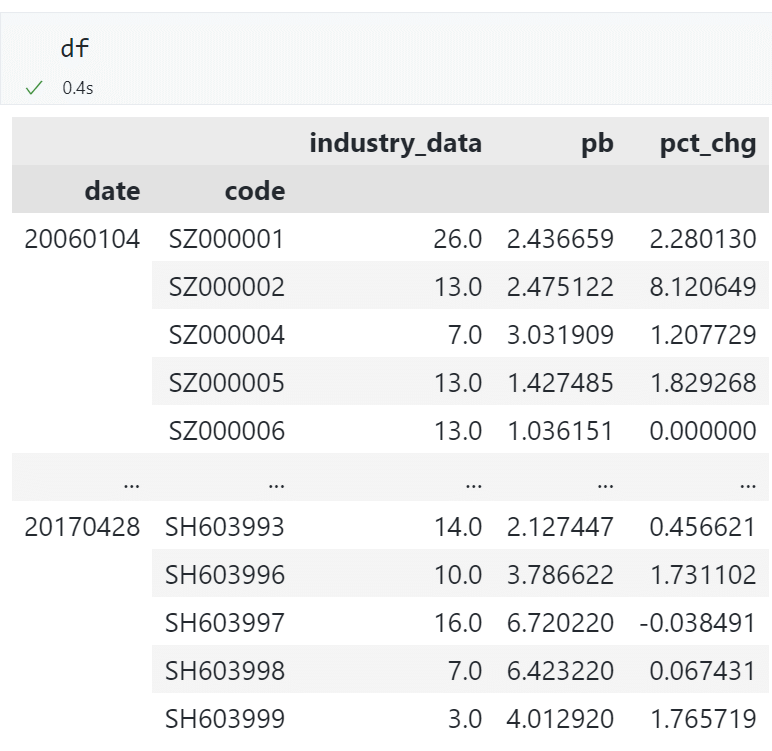 df
0.4s
industry_data pb pct_chg
date code
20060104 SZ000001 26.0 2.436659 2.280130
SZ000002 13.0 2.475122 8.120649
SZ000004 7.0 3.031909 1.207729
SZ000005 13.0 1.427485 1.829268
SZ000006 13.0 1.036151 0.000000
... ... ... ... ...
20170428 SH603993 14.0 2.127447 0.456621
SH603996 10.0 3.786622 1.731102
SH603997 16.0 6.720220 -0.038491
SH603998 7.0 6.423220 0.067431
SH603999 3.0 4.012920 1.765719